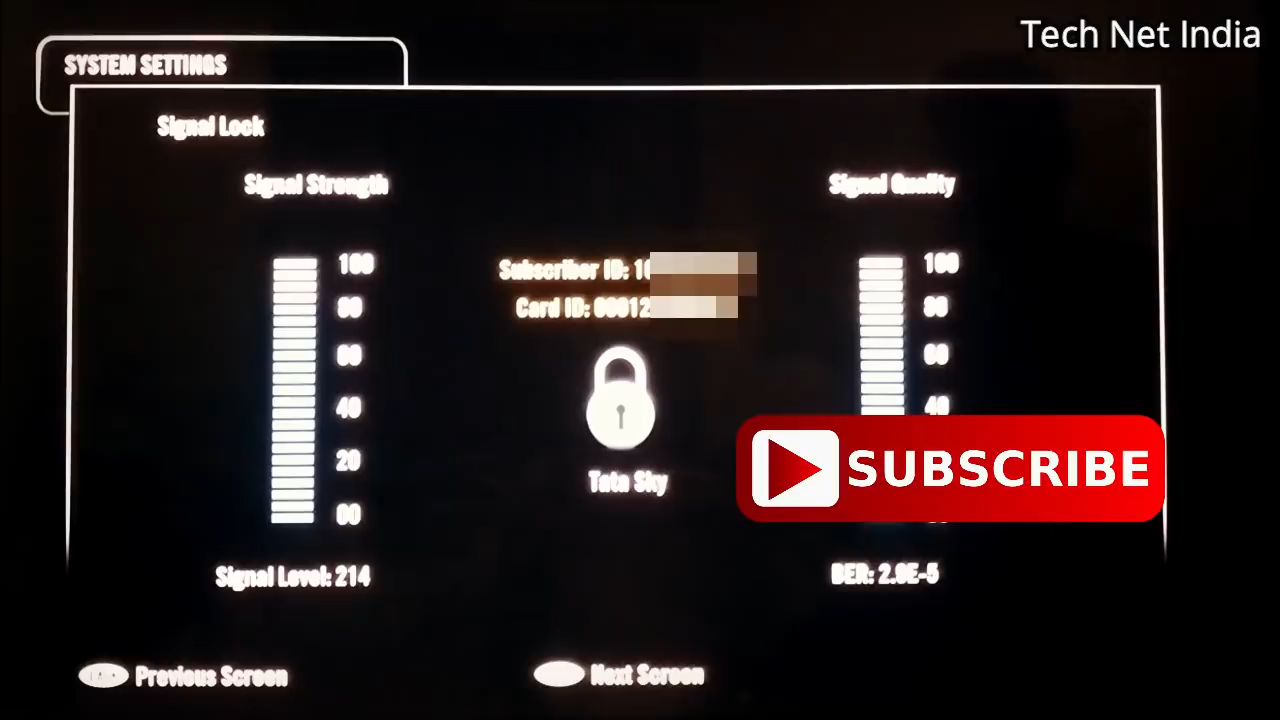 Tech Net India
SYSTEM SETTINGS
Signal Lock
Signal Strength
Signal Quality
100
80
60
40
20
00
Subscriber ID: 10
Card ID: 00012
Tata Sky
100
80
60
40
SUBSCRIBE
Signal Level: 214
BER: 2.0E-5
Previous Screen
Next Screen